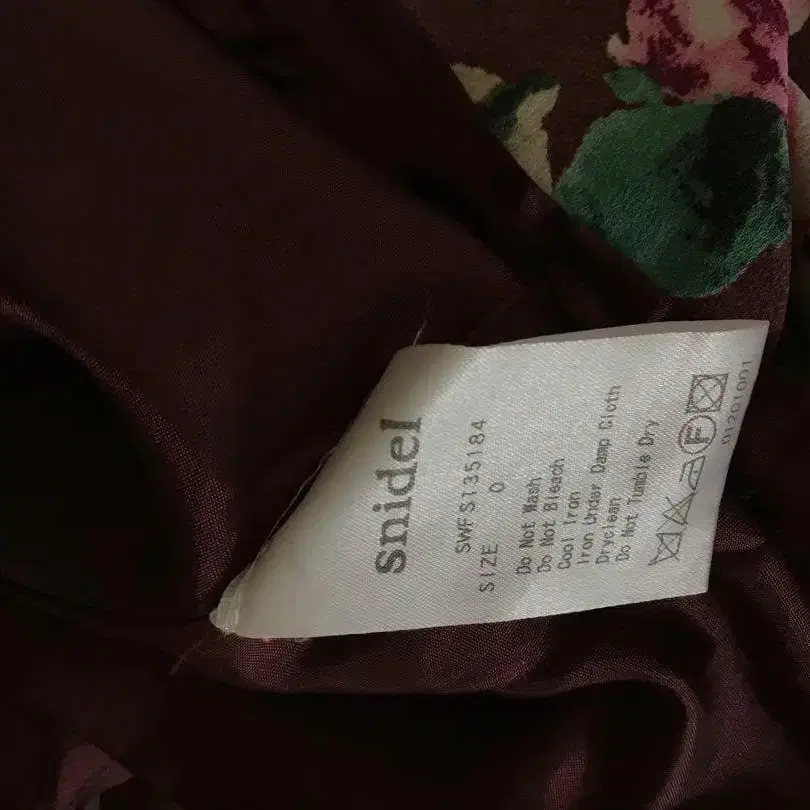 snidel
SWFS135184
SIZE 0
Do Not Wash
Do Not Bleach
Cool Iron
Iron Under Damp Cloth
Dryclean
Do Not Tumble Dry
F
01201001